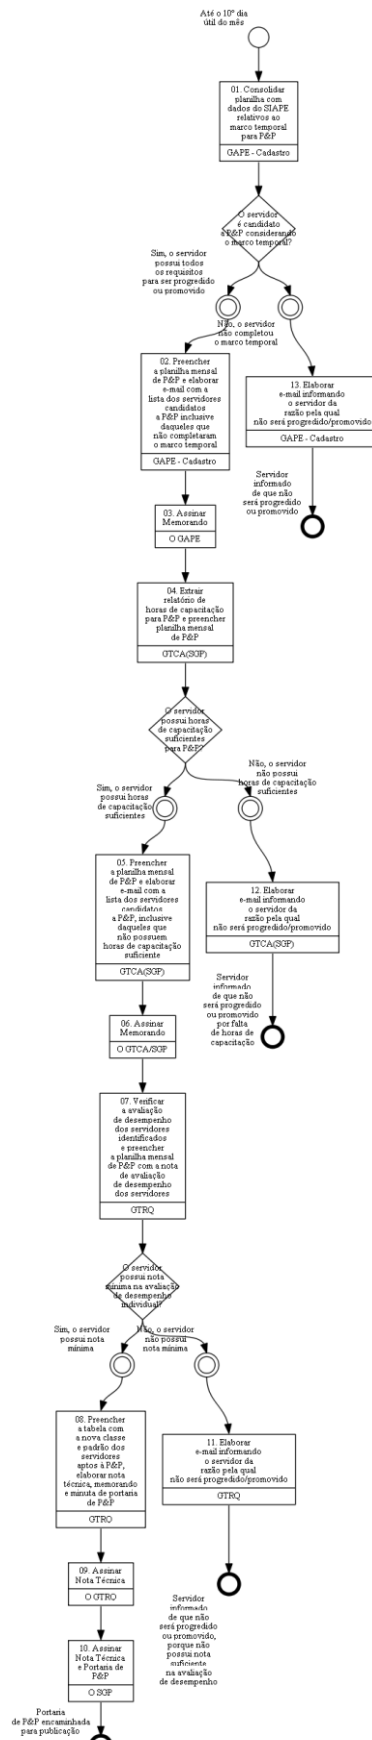 Até o 10º dia
útil do mês
01. Consolidar
planilha com
dados do SIAPE
relativos ao
marco temporal
para P&P
GAPE - Cadastro
O servidor
é candidato
a P&P considerando
o marco temporal?
Sim, o servidor
possui todos
os requisitos
para ser progredido
ou promovido
Não, o servidor
não completou
o marco temporal
02. Preencher
a planilha mensal
de P&P e elaborar
e-mail com a
lista dos servidores
candidatos
a P&P inclusive
daqueles que
não completaram
o marco temporal
GAPE - Cadastro
13. Elaborar
e-mail informando
o servidor da
razão pela qual
não será progredido/promovido
GAPE - Cadastro
Servidor
informado
de que não
será progredido
ou promovido
03. Assinar
Memorando
O GAPE
04. Extrair
relatório de
horas de capacitação
para P&P e preencher
planilha mensal
de P&P
GTCA(SGP)
O servidor
possui horas
de capacitação
suficientes
para P&P?
Sim, o servidor
possui horas
de capacitação
suficientes
Não, o servidor
não possui
horas de capacitação
suficientes
05. Preencher
a planilha mensal
de P&P e elaborar
e-mail com a
lista dos servidores
candidatos
a P&P, inclusive
daqueles que
não possuem
horas de capacitação
suficiente
GTCA(SGP)
12. Elaborar
e-mail informando
o servidor da
razão pela qual
não será progredido/promovido
GTCA(SGP)
Servidor
informado
de que não
será progredido
ou promovido
por falta
de horas de
capacitação
06. Assinar
Memorando
O GTCA/SGP
07. Verificar
a avaliação
de desempenho
dos servidores
identificados
e preencher
a planilha mensal
de P&P com a nota
de avaliação
de desempenho
dos servidores
GTRQ
O servidor
possui nota
mínima na avaliação
de desempenho
individual?
Sim, o servidor
possui nota
mínima
Não, o servidor
não possui
nota mínima
08. Preencher
a tabela com
a nova classe
e padrão dos
servidores
aptos à P&P,
elaborar nota
técnica, memorando
e minuta de portaria
de P&P
GTRQ
11. Elaborar
e-mail informando
o servidor da
razão pela qual
não será progredido/promovido
GTRQ
09. Assinar
Nota Técnica
O GTRQ
Servidor
informado
de que não
será progredido
ou promovido,
porque não
possui nota
suficiente
na avaliação
de desempenho
10. Assinar
Nota Técnica
e Portaria de
P&P
O SGP
Portaria
de P&P encaminhada
para publicação